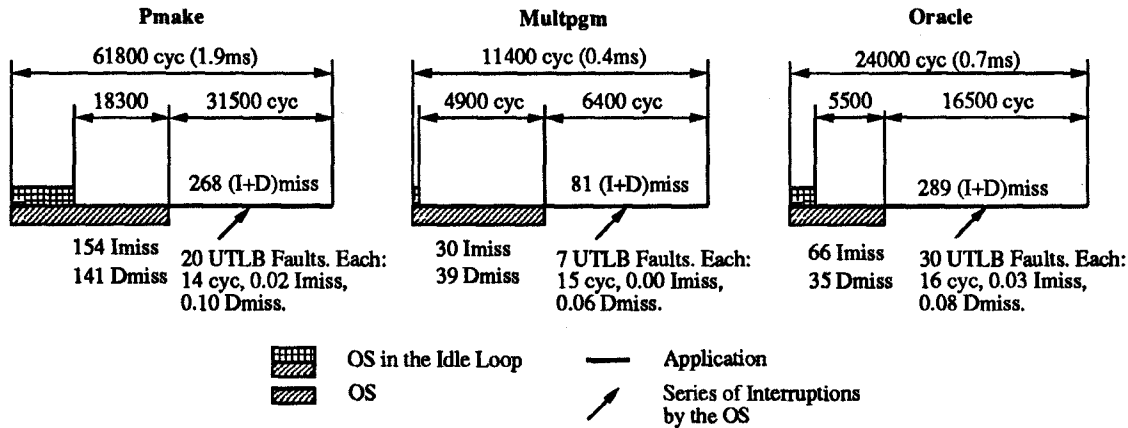 Pmake
61800 cyc (1.9ms)
18300
31500 cyc
268 (I+D)miss
154 Imiss
141 Dmiss
20 UTLB Faults. Each:
14 cyc, 0.02 Imiss,
0.10 Dmiss.
Multpgm
11400 cyc (0.4ms)
4900 cyc
6400 cyc
81 (I+D)miss
30 Imiss
39 Dmiss
7 UTLB Faults. Each:
15 cyc, 0.00 Imiss,
0.06 Dmiss.
Oracle
24000 cyc (0.7ms)
5500
16500 cyc
289 (I+D)miss
66 Imiss
35 Dmiss
30 UTLB Faults. Each:
16 cyc, 0.03 Imiss,
0.08 Dmiss.
OS in the Idle Loop
OS
Application
Series of Interruptions
by the OS